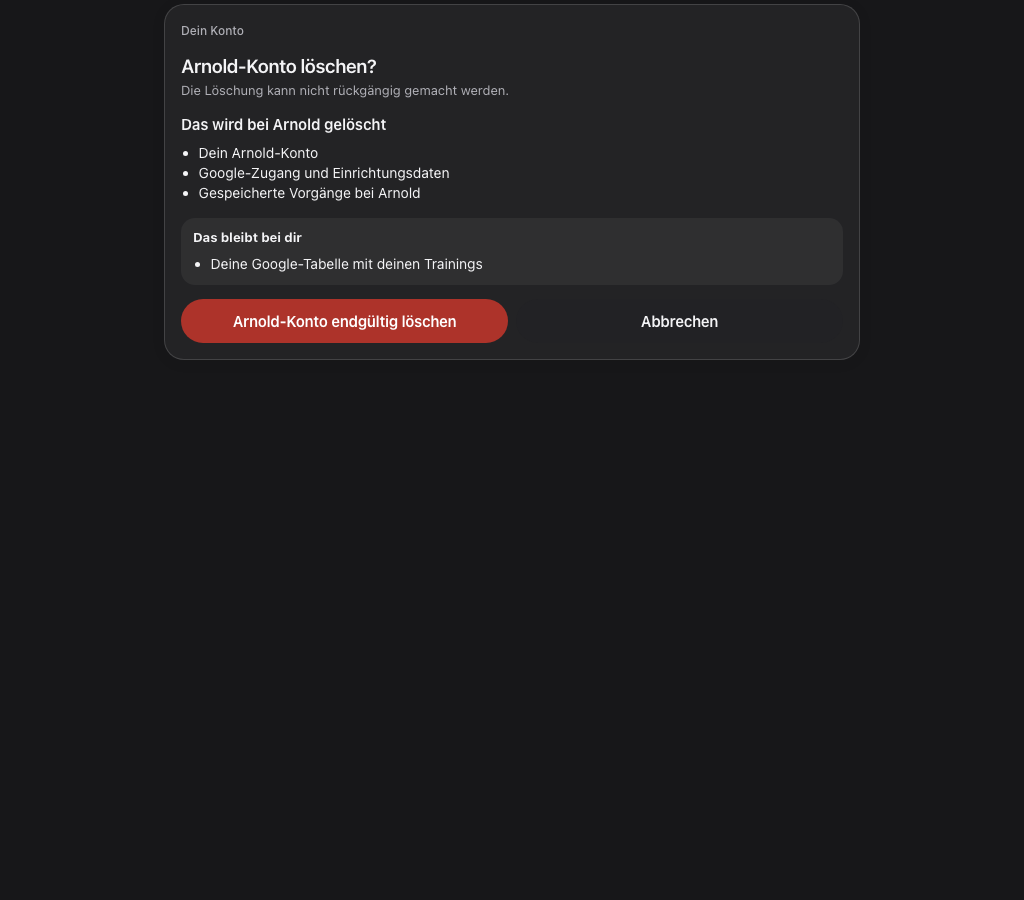 Dein Konto
Arnold-Konto löschen?
Die Löschung kann nicht rückgängig gemacht werden.
Das wird bei Arnold gelöscht
Dein Arnold-Konto
Google-Zugang und Einrichtungsdaten
Gespeicherte Vorgänge bei Arnold
Das bleibt bei dir
Deine Google-Tabelle mit deinen Trainings
Arnold-Konto endgültig löschen
Abbrechen